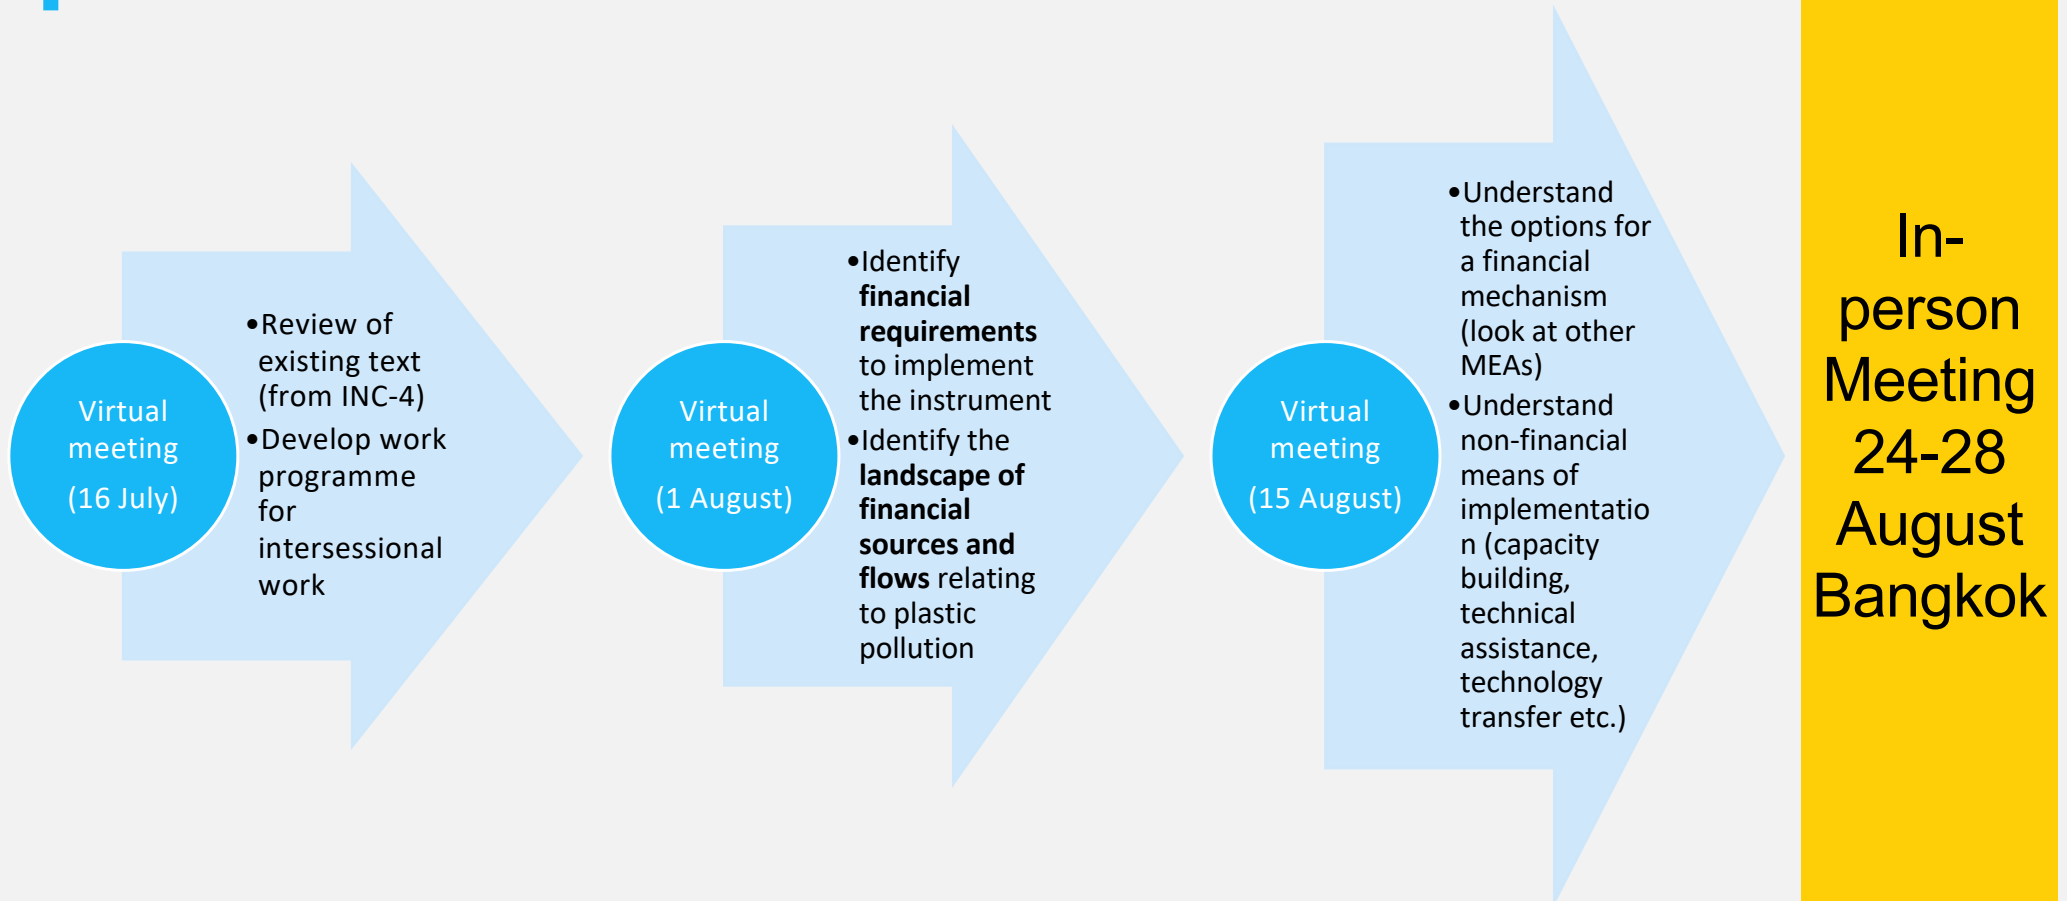 Virtual
meeting
(16 July)
•Review of
existing text
(from INC-4)
•Develop work
programme
for
intersessional
work
Virtual
meeting
(1 August)
•Identify
financial
requirements
to implement
the instrument
•Identify the
landscape of
financial
sources and
flows relating
to plastic
pollution
Virtual
meeting
(15 August)
•Understand
the options for
a financial
mechanism
(look at other
MEAs)
•Understand
non-financial
means of
implementatio
n (capacity
building,
technical
assistance,
technology
transfer etc.)
In-
person
Meeting
24-28
August
Bangkok